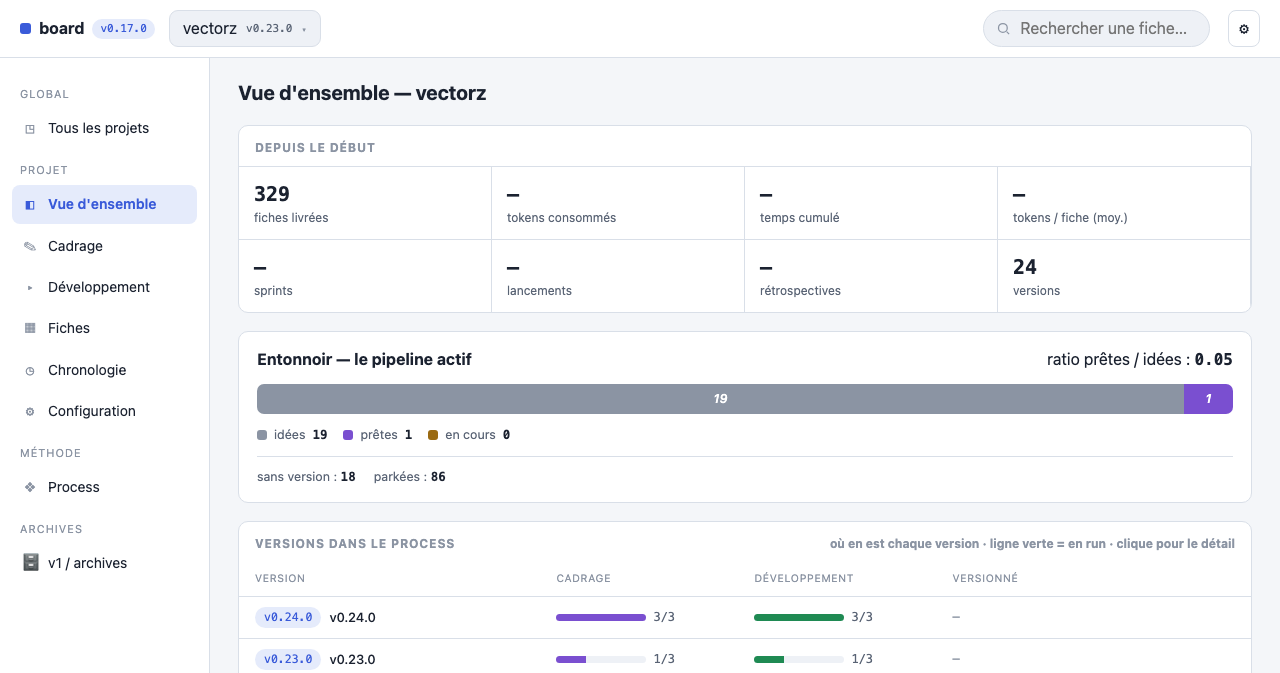 board v0.17.0 vectorz v0.23.0 Rechercher une fiche...
GLOBAL
Tous les projets
PROJET
Vue d'ensemble
Cadrage
Développement
Fiches
Chronologie
Configuration
MÉTHODE
Process
ARCHIVES
v1 / archives
Vue d'ensemble — vectorz
DEPUIS LE DÉBUT
329 — — —
fiches livrées tokens consommés temps cumulé tokens / fiche (moy.)
— — — 24
sprints lancements rétrospectives versions
Entonnoir — le pipeline actif ratio prêtes / idées : 0.05
19 1
idées 19 prêtes 1 en cours 0
sans version : 18 parkées : 86
VERSIONS DANS LE PROCESS où en est chaque version · ligne verte = en run · clique pour le détail
VERSION CADRAGE DÉVELOPPEMENT VERSIONNÉ
v0.24.0 v0.24.0 3/3 3/3 —
v0.23.0 v0.23.0 1/3 1/3 —